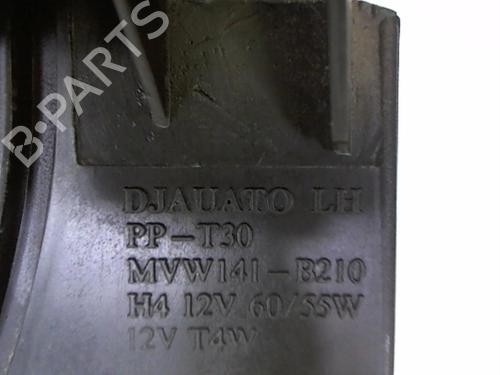 B-PARTS
DJAUATO LH
PP-T30
MVW141-B210
H4 12V 60/55W
12V T4W